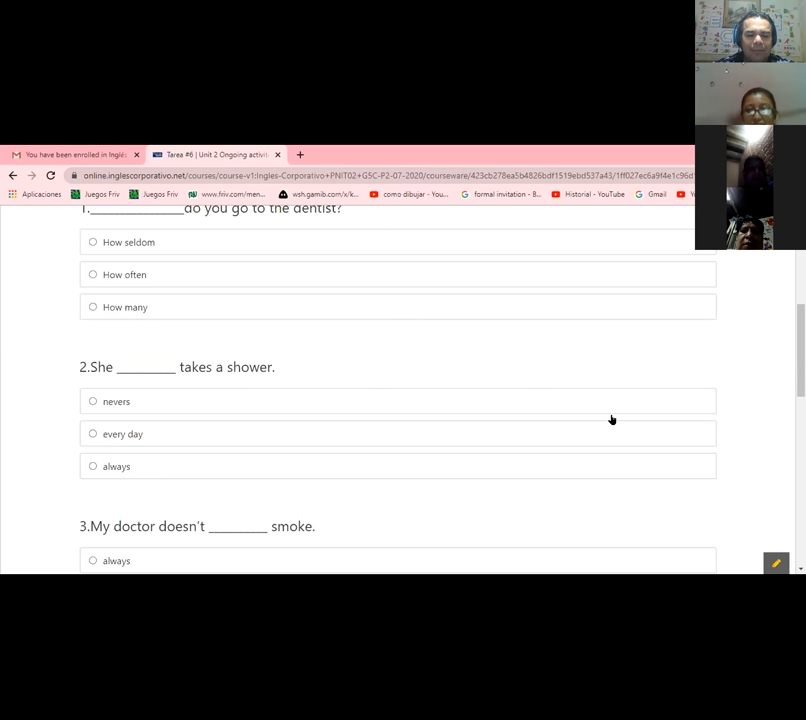 You have been enrolled in Inglés
Tarea #6 | Unit 2 Ongoing activit
online.inglescorporativo.net/courses/course-v1:Ingles-Corporativo+PNIT02+G5C-P2-07-2020/courseware/423cb278ea5b4826bdf1519ebd537a43/1ff027ec6a9f4e1c96d
Aplicaciones Juegos Friv Juegos Friv www.friv.com/men... wsh.gamib.com/x/k... como dibujar - You... formal invitation - B... Historial - YouTube Gmail
1.______________do you go to the dentist?
How seldom
How often
How many
2.She _________ takes a shower.
nevers
every day
always
3.My doctor doesn't _________ smoke.
always